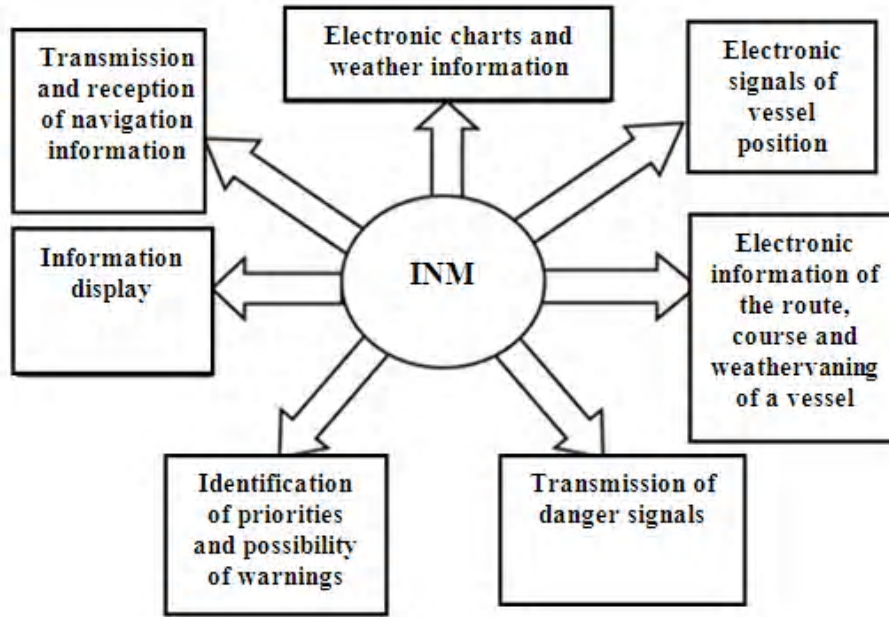 Transmission
and reception
of navigation
information
Electronic charts and
weather information
Electronic
signals of
vessel
position
Information
display
INM
Electronic
information of
the route,
course and
weathervaning
of a vessel
Identification
of priorities
and possibility
of warnings
Transmission of
danger signals